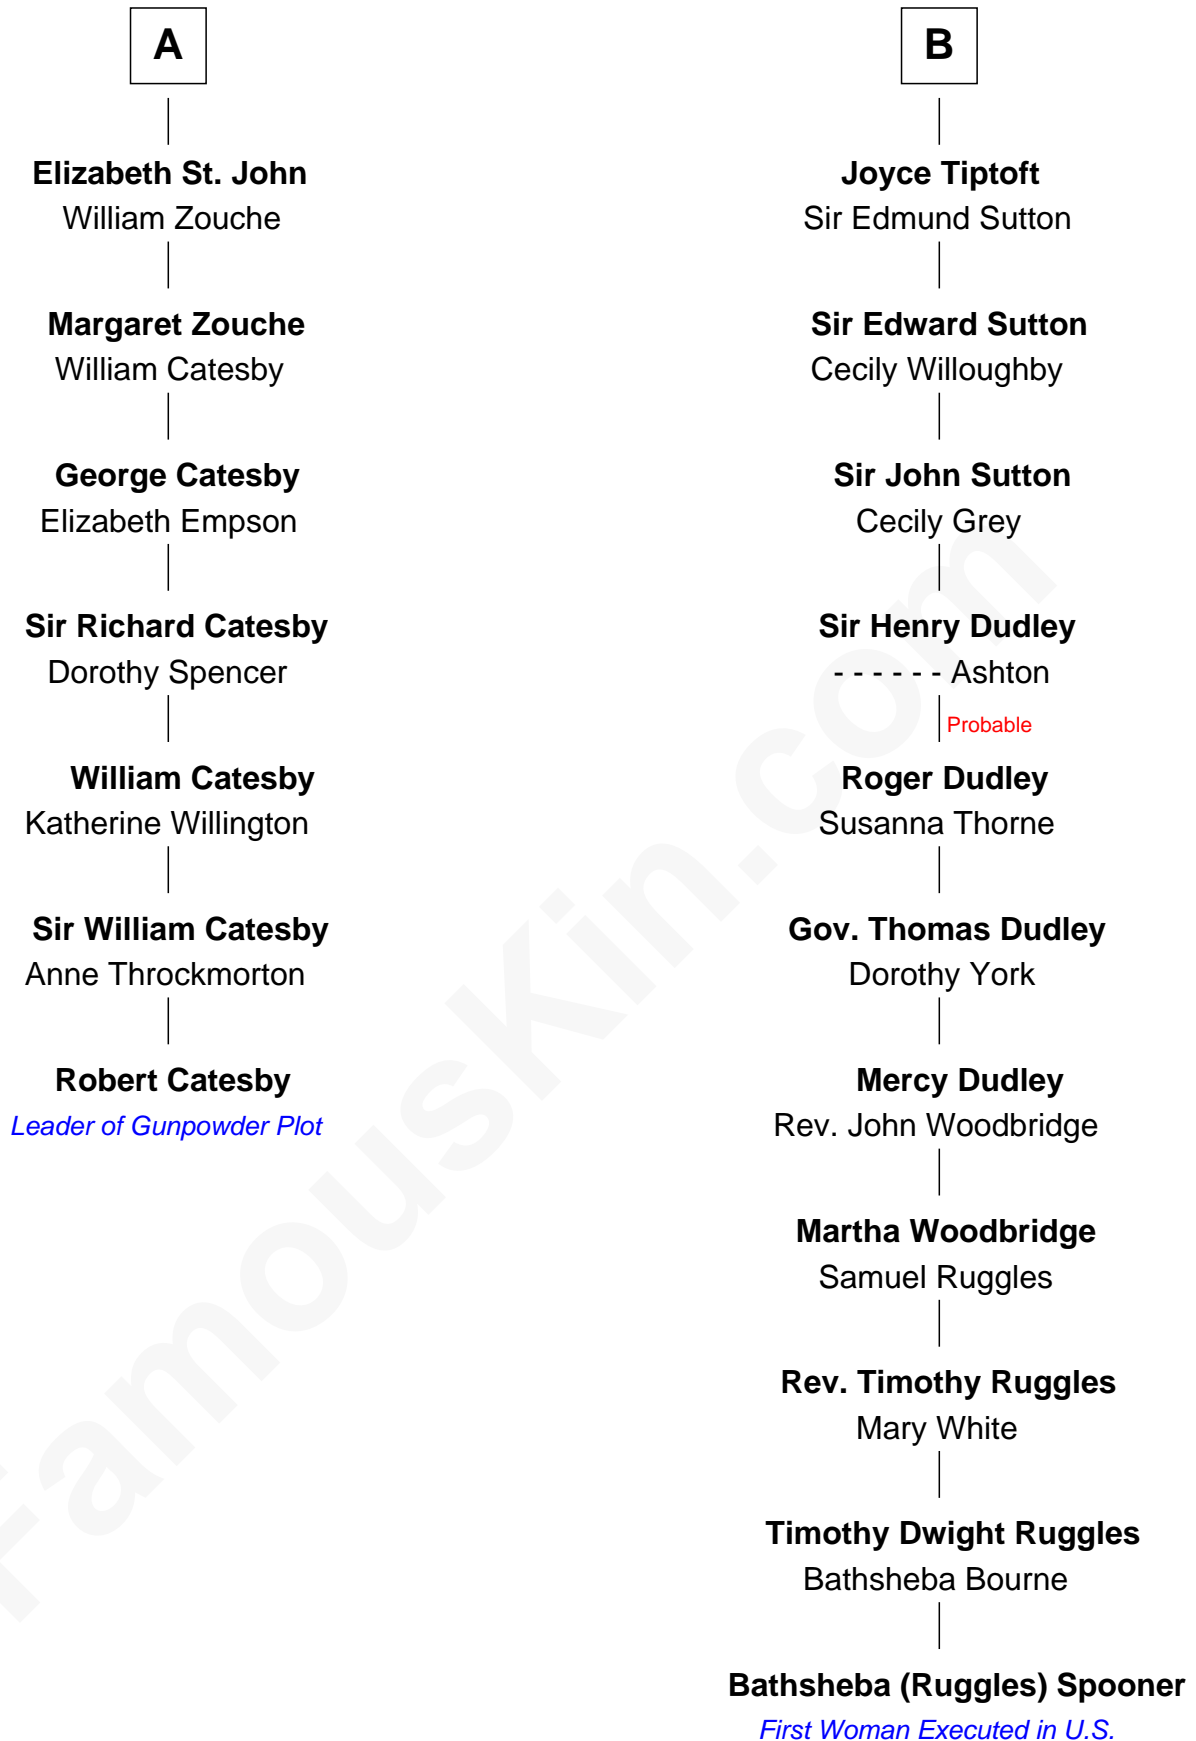 A
Elizabeth St. John
William Zouche
Margaret Zouche
William Catesby
George Catesby
Elizabeth Empson
Sir Richard Catesby
Dorothy Spencer
William Catesby
Katherine Willington
Sir William Catesby
Anne Throckmorton
Robert Catesby
Leader of Gunpowder Plot
B
Joyce Tiptoft
Sir Edmund Sutton
Sir Edward Sutton
Cecily Willoughby
Sir John Sutton
Cecily Grey
Sir Henry Dudley
- - - - - - Ashton
Probable
Roger Dudley
Susanna Thorne
Gov. Thomas Dudley
Dorothy York
Mercy Dudley
Rev. John Woodbridge
Martha Woodbridge
Samuel Ruggles
Rev. Timothy Ruggles
Mary White
Timothy Dwight Ruggles
Bathsheba Bourne
Bathsheba (Ruggles) Spooner
First Woman Executed in U.S.
FamousKin.com